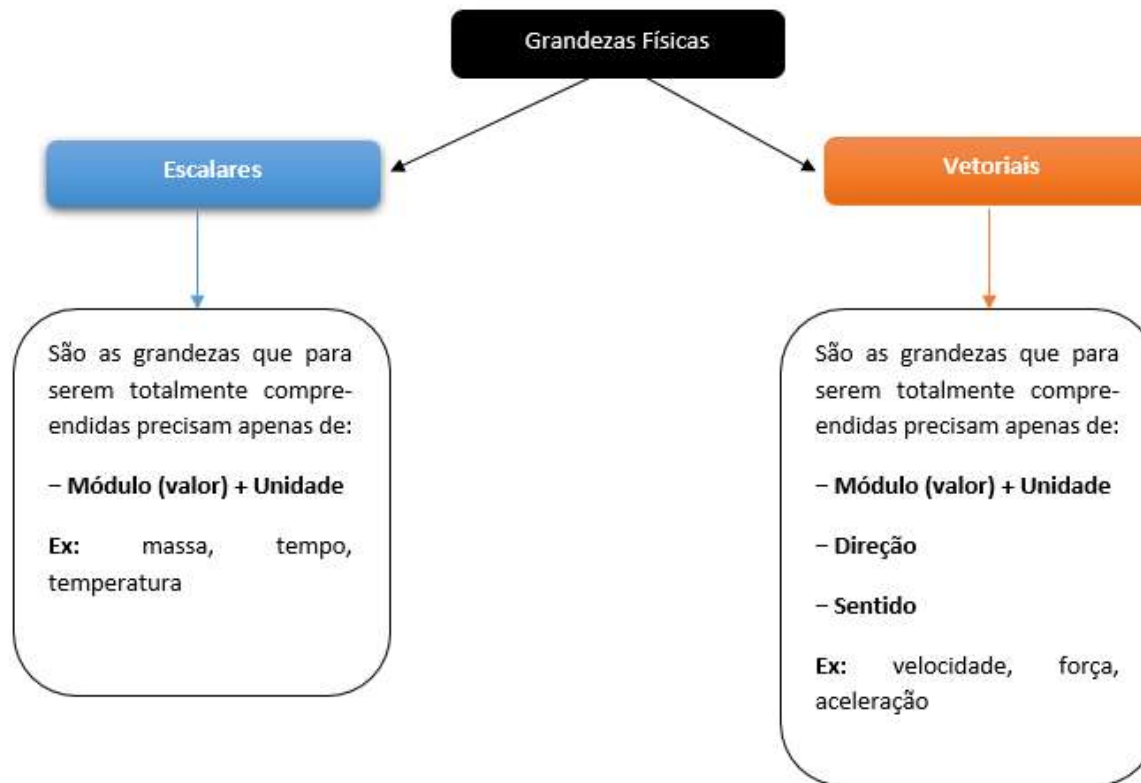 Grandezas Físicas
Escalares
São as grandezas que para
serem totalmente compre-
endidas precisam apenas de:
– Módulo (valor) + Unidade
Ex: massa, tempo,
temperatura
Vetoriais
São as grandezas que para
serem totalmente compre-
endidas precisam apenas de:
– Módulo (valor) + Unidade
– Direção
– Sentido
Ex: velocidade, força,
aceleração